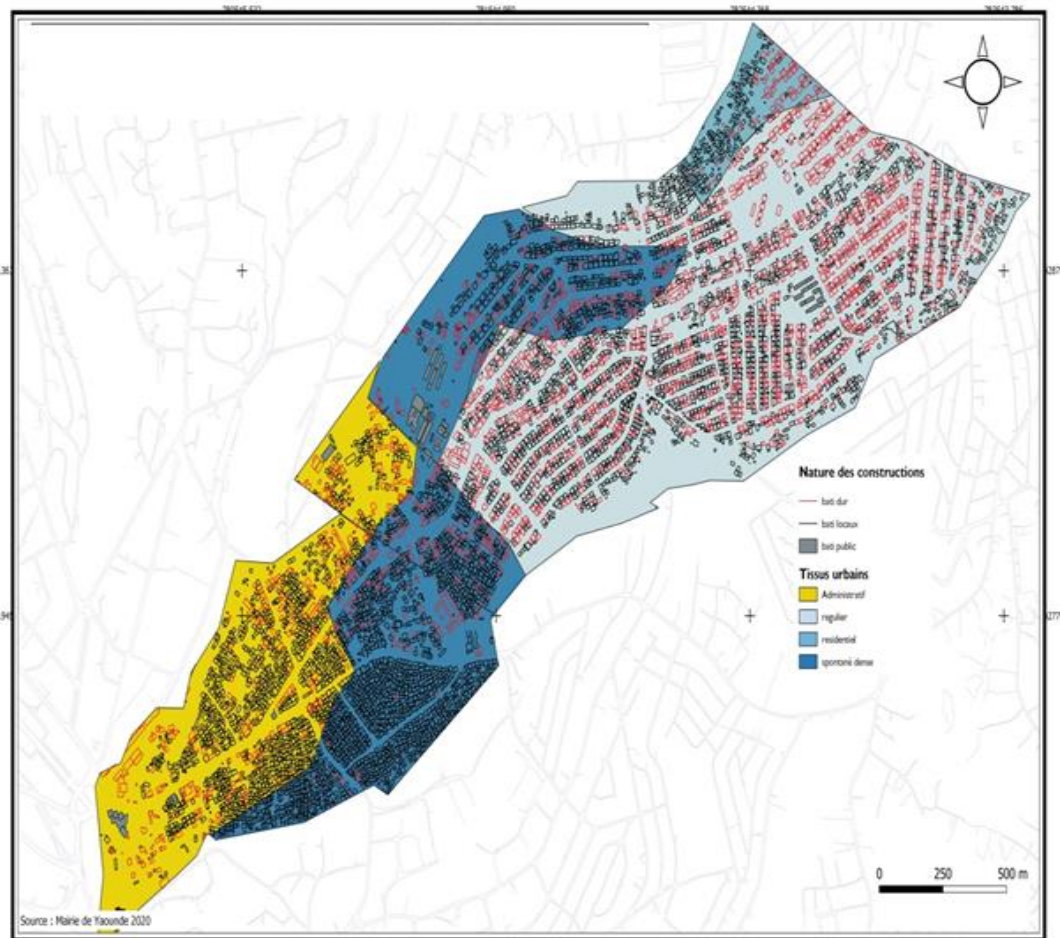 Nature des constructions
bati dur
bati locaux
bati public
Tissus urbains
Administratif
regulier
residentiel
spontané dense
0 250 500 m
Source : Mairie de Yaounde 2020